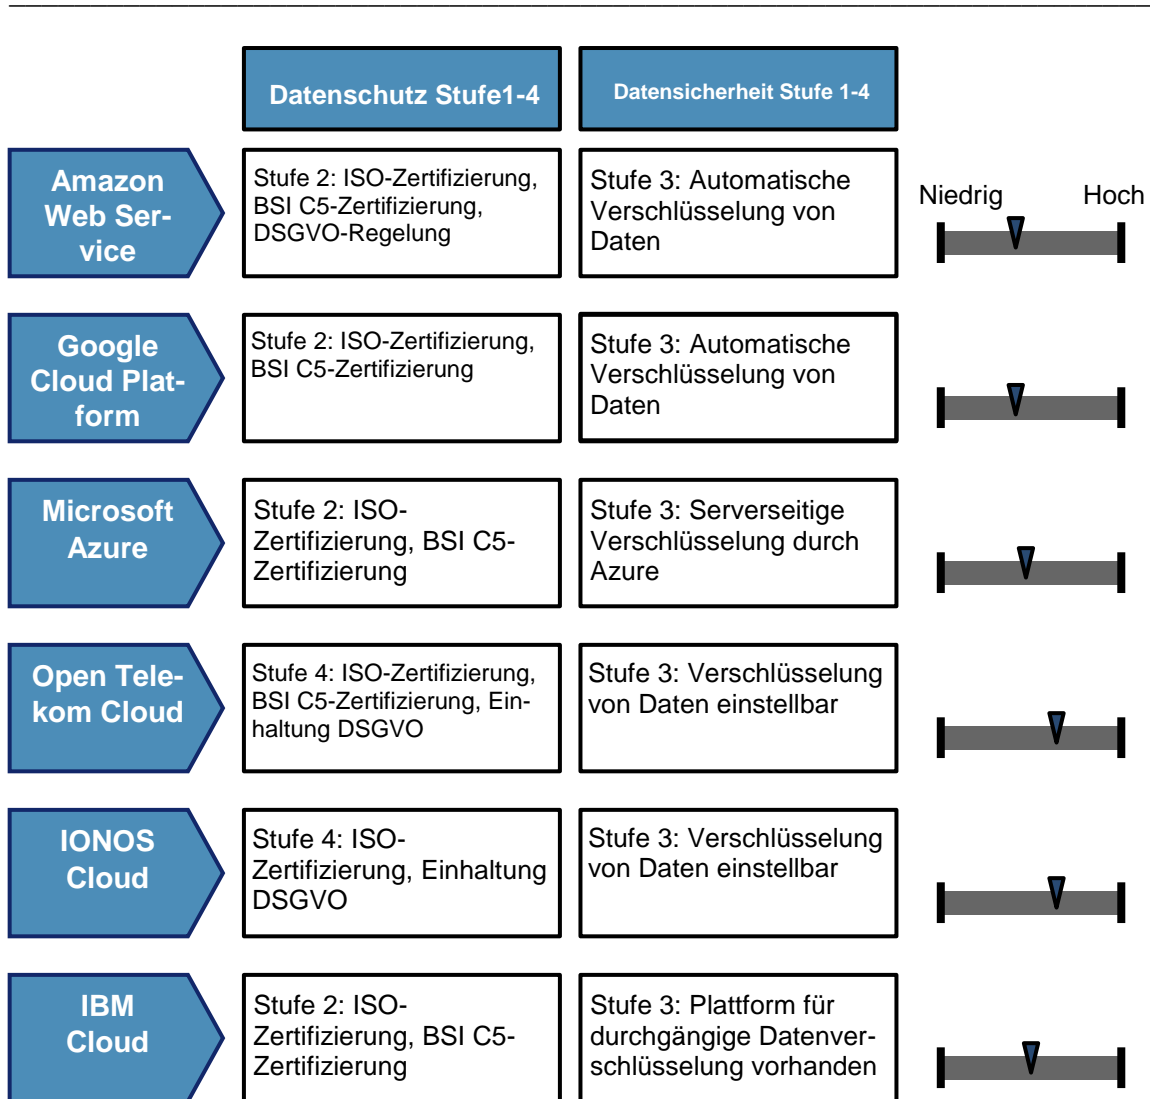 Datenschutz Stufe1-4
Datensicherheit Stufe 1-4
Amazon
Web Ser-
vice
Stufe 2: ISO-Zertifizierung,
BSI C5-Zertifizierung,
DSGVO-Regelung
Stufe 3: Automatische
Verschlüsselung von
Daten
Niedrig
Hoch
Google
Cloud Plat-
form
Stufe 2: ISO-Zertifizierung,
BSI C5-Zertifizierung
Stufe 3: Automatische
Verschlüsselung von
Daten
Microsoft
Azure
Stufe 2: ISO-
Zertifizierung, BSI C5-
Zertifizierung
Stufe 3: Serverseitige
Verschlüsselung durch
Azure
Open Tele-
kom Cloud
Stufe 4: ISO-Zertifizierung,
BSI C5-Zertifizierung, Ein-
haltung DSGVO
Stufe 3: Verschlüsselung
von Daten einstellbar
IONOS
Cloud
Stufe 4: ISO-
Zertifizierung, Einhaltung
DSGVO
Stufe 3: Verschlüsselung
von Daten einstellbar
IBM
Cloud
Stufe 2: ISO-
Zertifizierung, BSI C5-
Zertifizierung
Stufe 3: Plattform für
durchgängige Datenver-
schlüsselung vorhanden